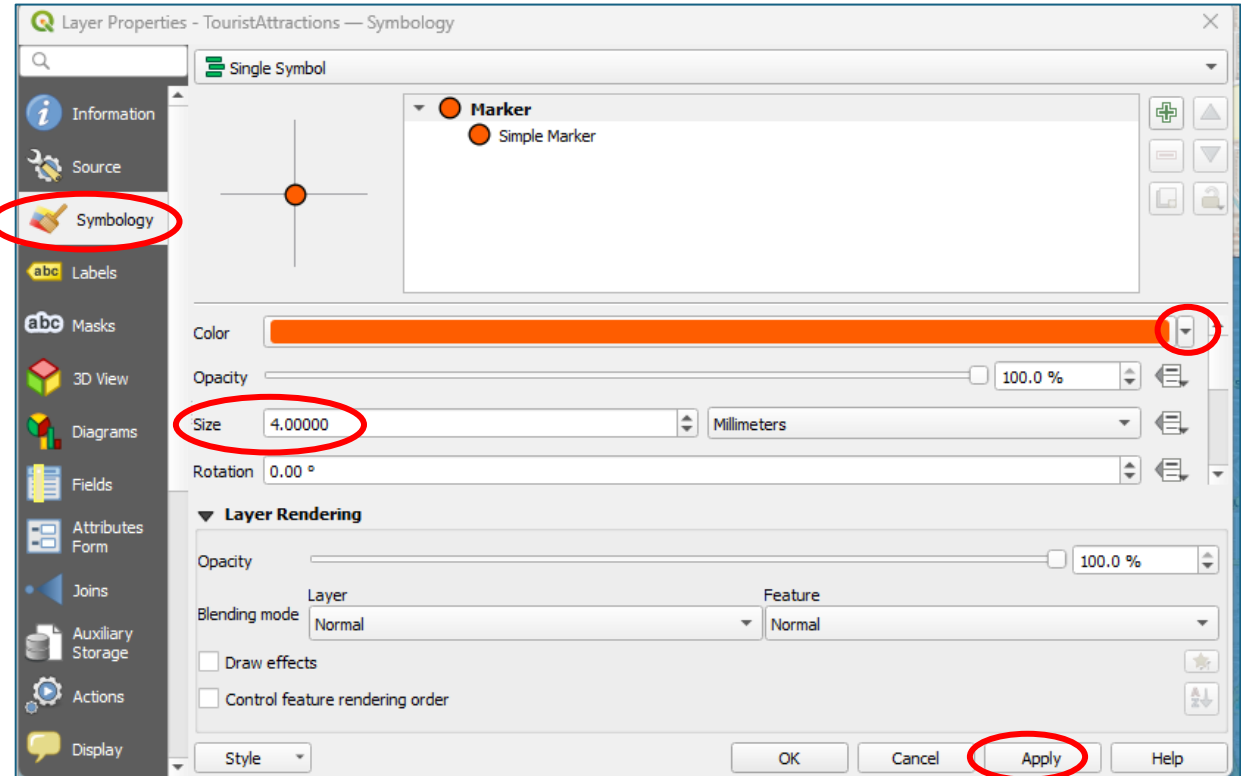 Layer Properties - TouristAttractions — Symbology
Single Symbol
Information
Source
Symbology
abc Labels
abc Masks
3D View
Diagrams
Fields
Attributes
Form
Joins
Auxiliary
Storage
Actions
Display
Marker
Simple Marker
Color
Opacity 100.0 %
Size 4.00000 Millimeters
Rotation 0.00 °
Layer Rendering
Opacity 100.0 %
Layer Feature
Blending mode Normal Normal
Draw effects
Control feature rendering order
Style OK Cancel Apply Help